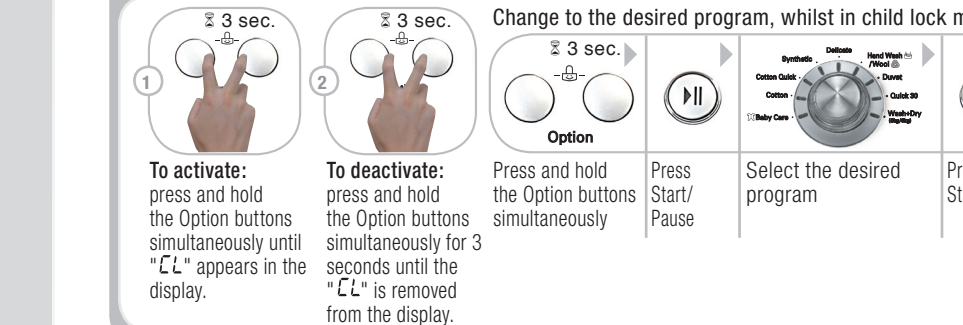 3 sec.
1
To activate:
press and hold
the Option buttons
simultaneously until
"CL" appears in the
display.
3 sec.
2
To deactivate:
press and hold
the Option buttons
simultaneously for 3
seconds until the
"CL" is removed
from the display.
Change to the desired program, whilst in child lock m
3 sec.
Option
Press and hold
the Option buttons
simultaneously
Press
Start/
Pause
Delicate
Synthetic
Hand Wash
/Wool
Cotton Quick
Duvet
Cotton
Quick 30
Baby Care
Wash+Dry
Select the desired
program
Pr
St